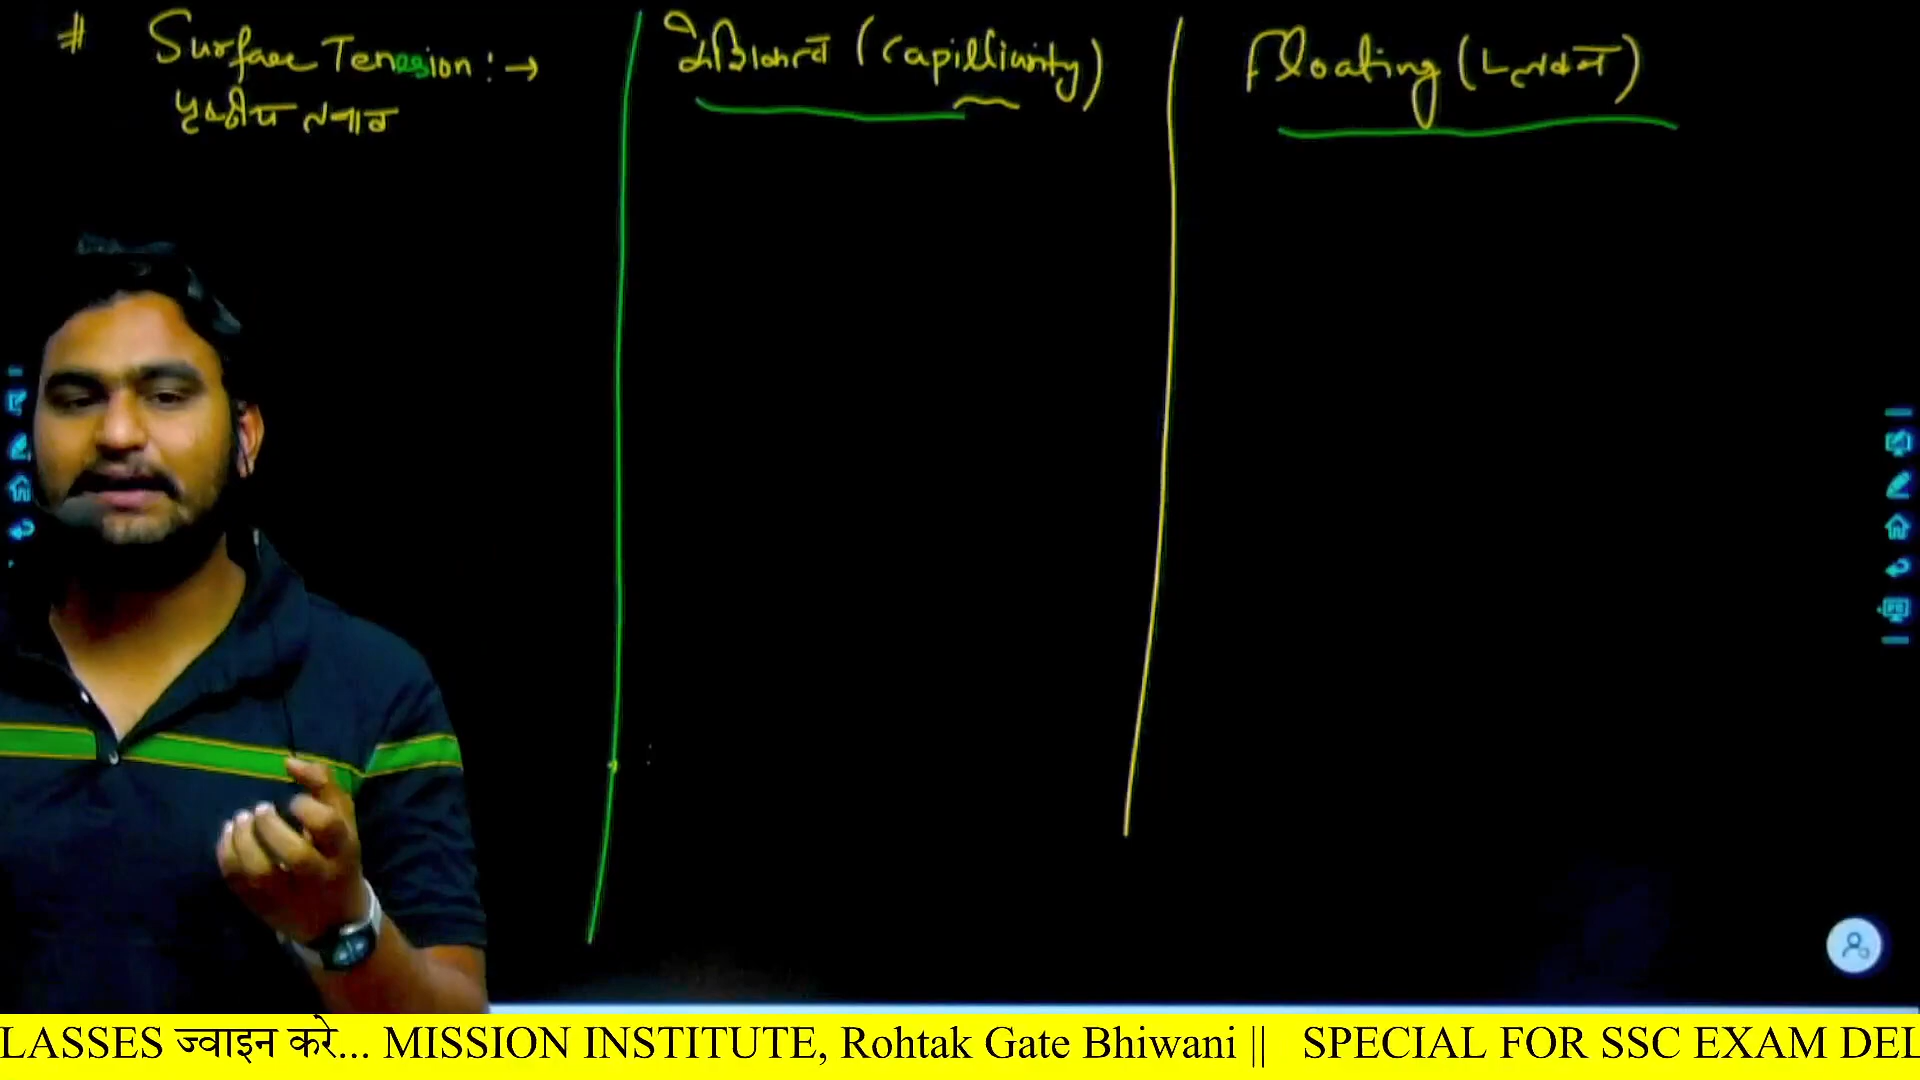 # Surface Tension : →
पृष्ठीय तनाव
केशिकत्व (Capilliarity)
Floating (प्लवन)
LASSES ज्वाइन करे... MISSION INSTITUTE, Rohtak Gate Bhiwani || SPECIAL FOR SSC EXAM DEL